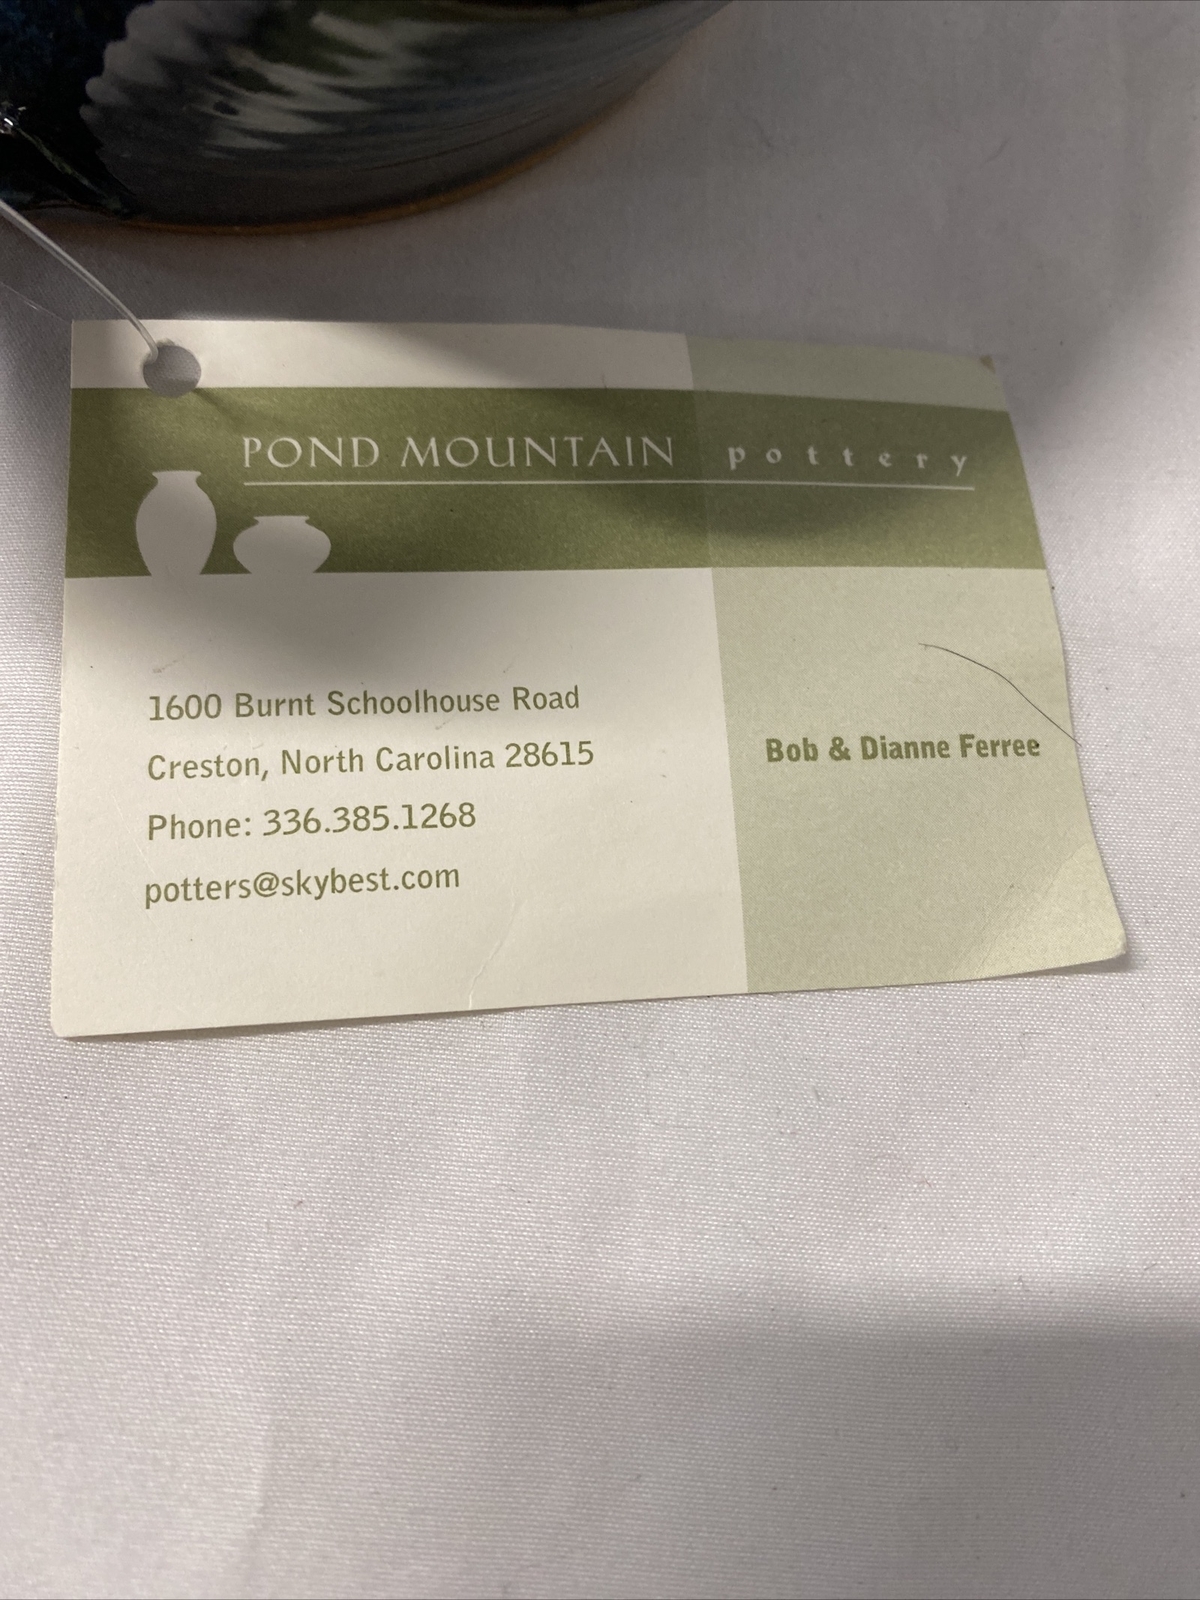 POND MOUNTAIN pottery
1600 Burnt Schoolhouse Road
Creston, North Carolina 28615
Phone: 336.385.1268
potters@skybest.com
Bob & Dianne Ferree